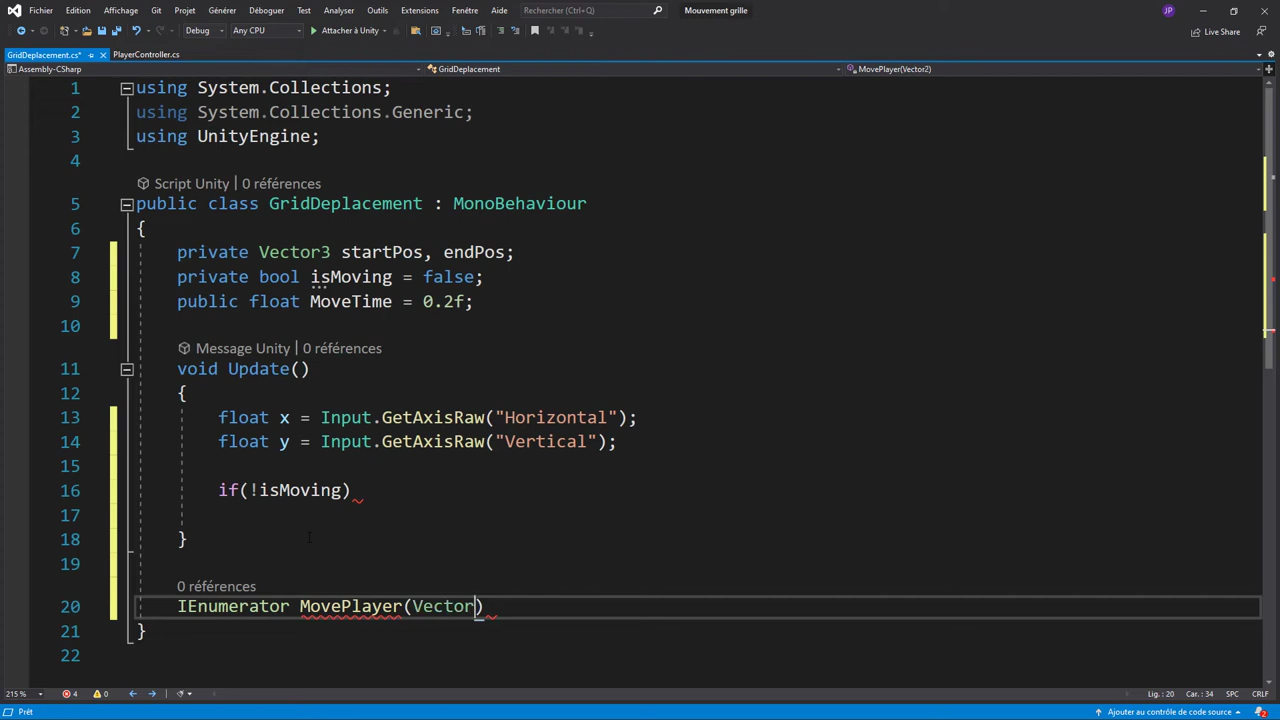 Fichier Edition Affichage Git Projet Générer Déboguer Test Analyser Outils Extensions Fenêtre Aide Rechercher (Ctrl+Q) Mouvement grille JP
Debug Any CPU Attacher à Unity Live Share
GridDeplacement.cs* PlayerController.cs
Assembly-CSharp GridDeplacement MovePlayer(Vector2)
1 using System.Collections;
2 using System.Collections.Generic;
3 using UnityEngine;
4
Script Unity | 0 références
5 public class GridDeplacement : MonoBehaviour
6 {
7 private Vector3 startPos, endPos;
8 private bool isMoving = false;
9 public float MoveTime = 0.2f;
10
Message Unity | 0 références
11 void Update()
12 {
13 float x = Input.GetAxisRaw("Horizontal");
14 float y = Input.GetAxisRaw("Vertical");
15
16 if(!isMoving)
17
18 }
19
0 références
20 IEnumerator MovePlayer(Vector)
21 }
22
215 % 4 0 Lig. : 20 Car. : 34 SPC CRLF
Prêt Ajouter au contrôle de code source 2